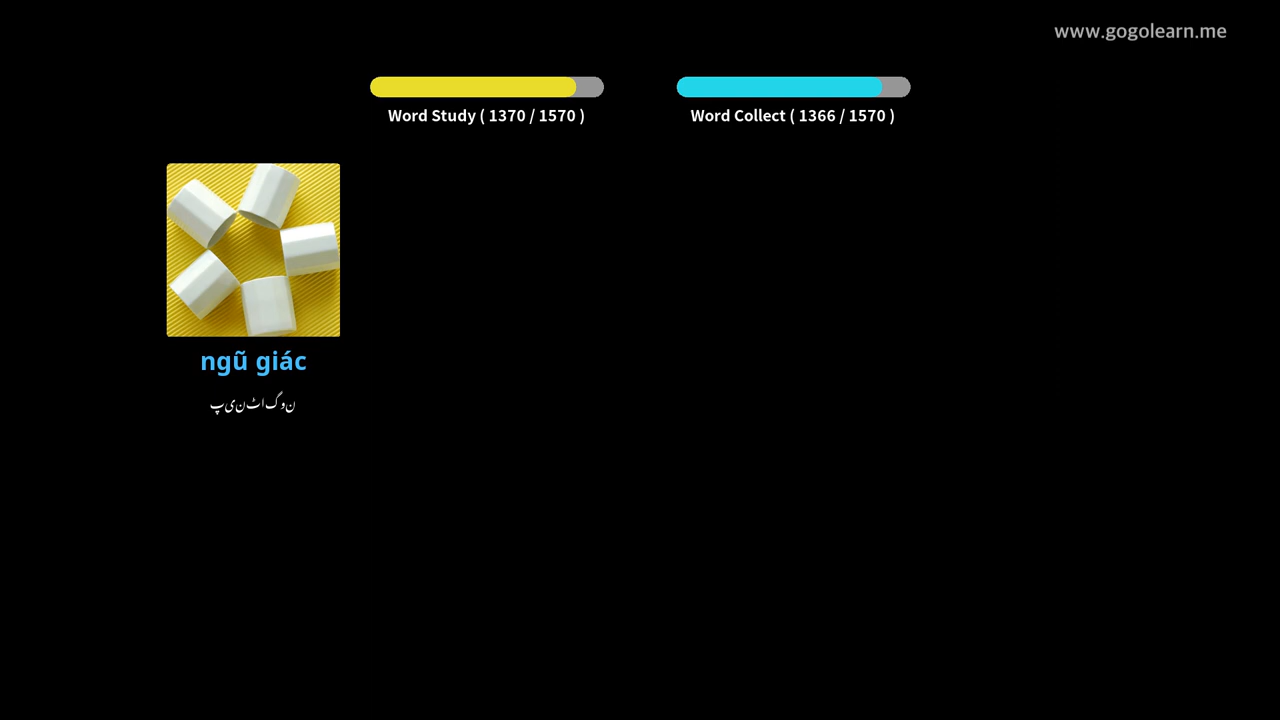 www.gogolearn.me
Word Study ( 1370 / 1570 )
Word Collect ( 1366 / 1570 )
ngũ giác
پینٹاگون